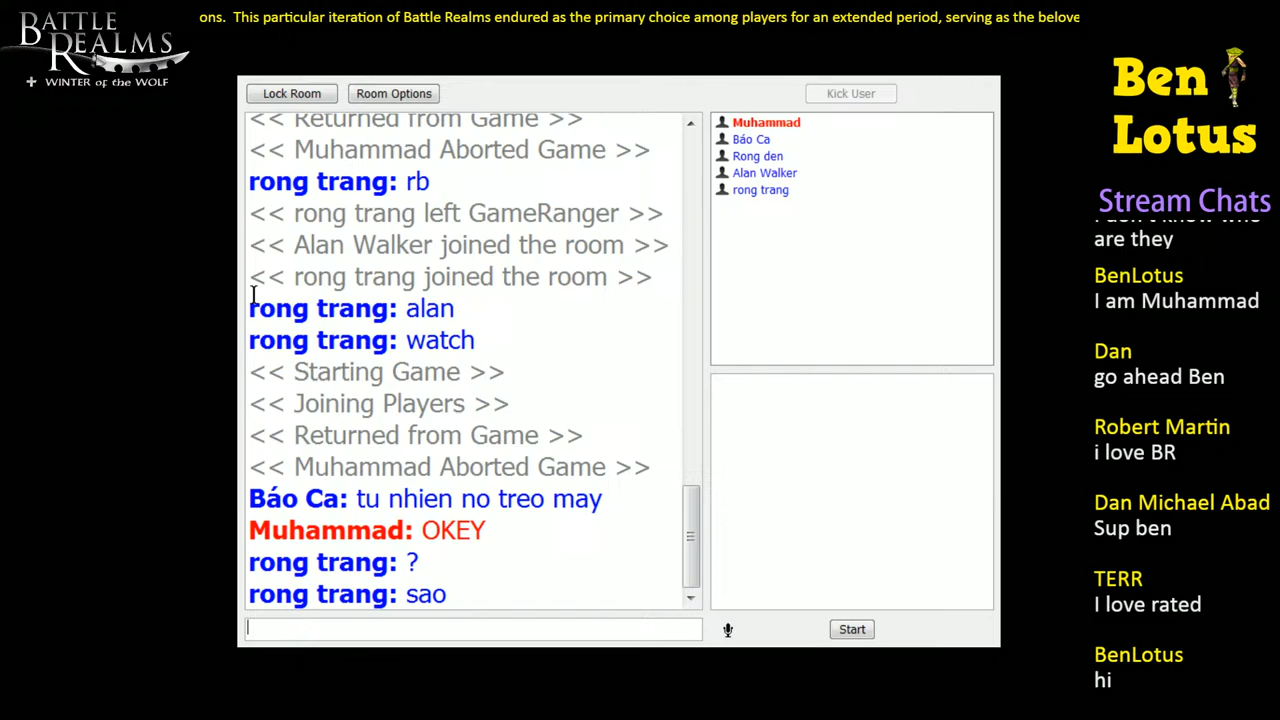 ons. This particular iteration of Battle Realms endured as the primary choice among players for an extended period, serving as the belove
BATTLE
REALMS
+ WINTER of the WOLF
Lock Room
Room Options
Kick User
<< Returned from Game >>
<< Muhammad Aborted Game >>
rong trang: rb
<< rong trang left GameRanger >>
<< Alan Walker joined the room >>
<< rong trang joined the room >>
rong trang: alan
rong trang: watch
<< Starting Game >>
<< Joining Players >>
<< Returned from Game >>
<< Muhammad Aborted Game >>
Báo Ca: tu nhien no treo may
Muhammad: OKEY
rong trang: ?
rong trang: sao
Muhammad
Báo Ca
Rong den
Alan Walker
rong trang
Start
Ben
Lotus
Stream Chats
are they
BenLotus
I am Muhammad
Dan
go ahead Ben
Robert Martin
i love BR
Dan Michael Abad
Sup ben
TERR
I love rated
BenLotus
hi